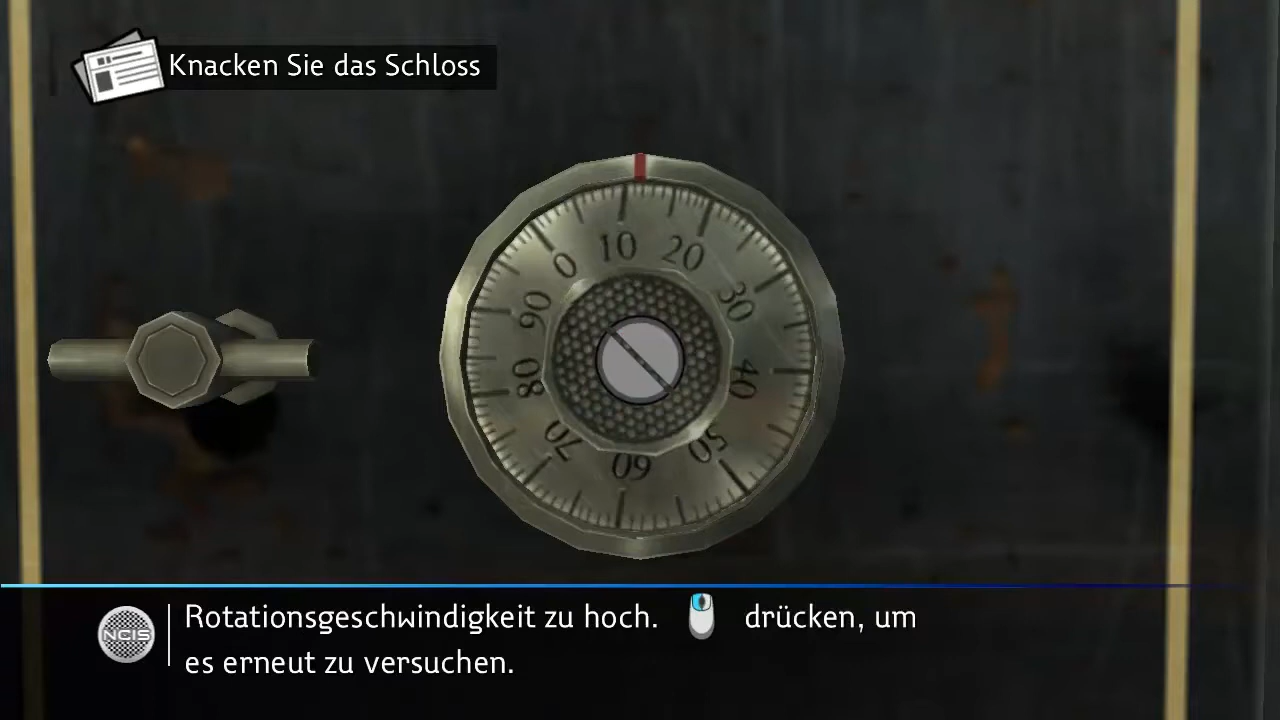 Knacken Sie das Schloss
0 10 20 30 40 50 60 70 80 90
NCIS
Rotationsgeschwindigkeit zu hoch. drücken, um
es erneut zu versuchen.